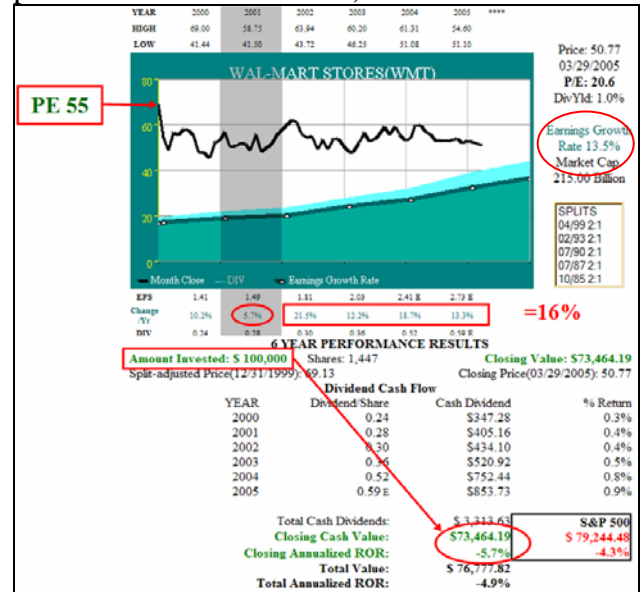 YEAR 2000 2001 2002 2003 2004 2005 ****
HIGH 69.00 58.75 63.94 60.20 61.31 54.60
LOW 41.44 41.50 43.72 46.25 51.08 51.10
Price: 50.77
03/29/2005
P/E: 20.6
DivYld: 1.0%
Earnings Growth
Rate 13.5%
Market Cap
215.00 Billion
WAL-MART STORES(WMT)
PE 55
80
60
40
20
0
SPLITS
04/99 2:1
02/93 2:1
07/90 2:1
07/87 2:1
10/85 2:1
Month Close DIV Earnings Growth Rate
EPS 1.41 1.49 1.81 2.03 2.41 E 2.73 E
Change /Yr 10.2% 5.7% 21.5% 12.2% 18.7% 13.3%
=16%
DIV 0.24 0.28 0.30 0.36 0.52 0.59 E
6 YEAR PERFORMANCE RESULTS
Amount Invested: $ 100,000 Shares: 1,447 Closing Value: $73,464.19
Split-adjusted Price(12/31/1999): 69.13 Closing Price(03/29/2005): 50.77
Dividend Cash Flow
YEAR Dividend/Share Cash Dividend % Return
2000 0.24 $347.28 0.3%
2001 0.28 $405.16 0.4%
2002 0.30 $434.10 0.4%
2003 0.36 $520.92 0.5%
2004 0.52 $752.44 0.8%
2005 0.59 E $853.73 0.9%
Total Cash Dividends: $ 3,313.63 S&P 500
Closing Cash Value: $73,464.19 $ 79,244.48
Closing Annualized ROR: -5.7% -4.3%
Total Value: $ 76,777.82
Total Annualized ROR: -4.9%